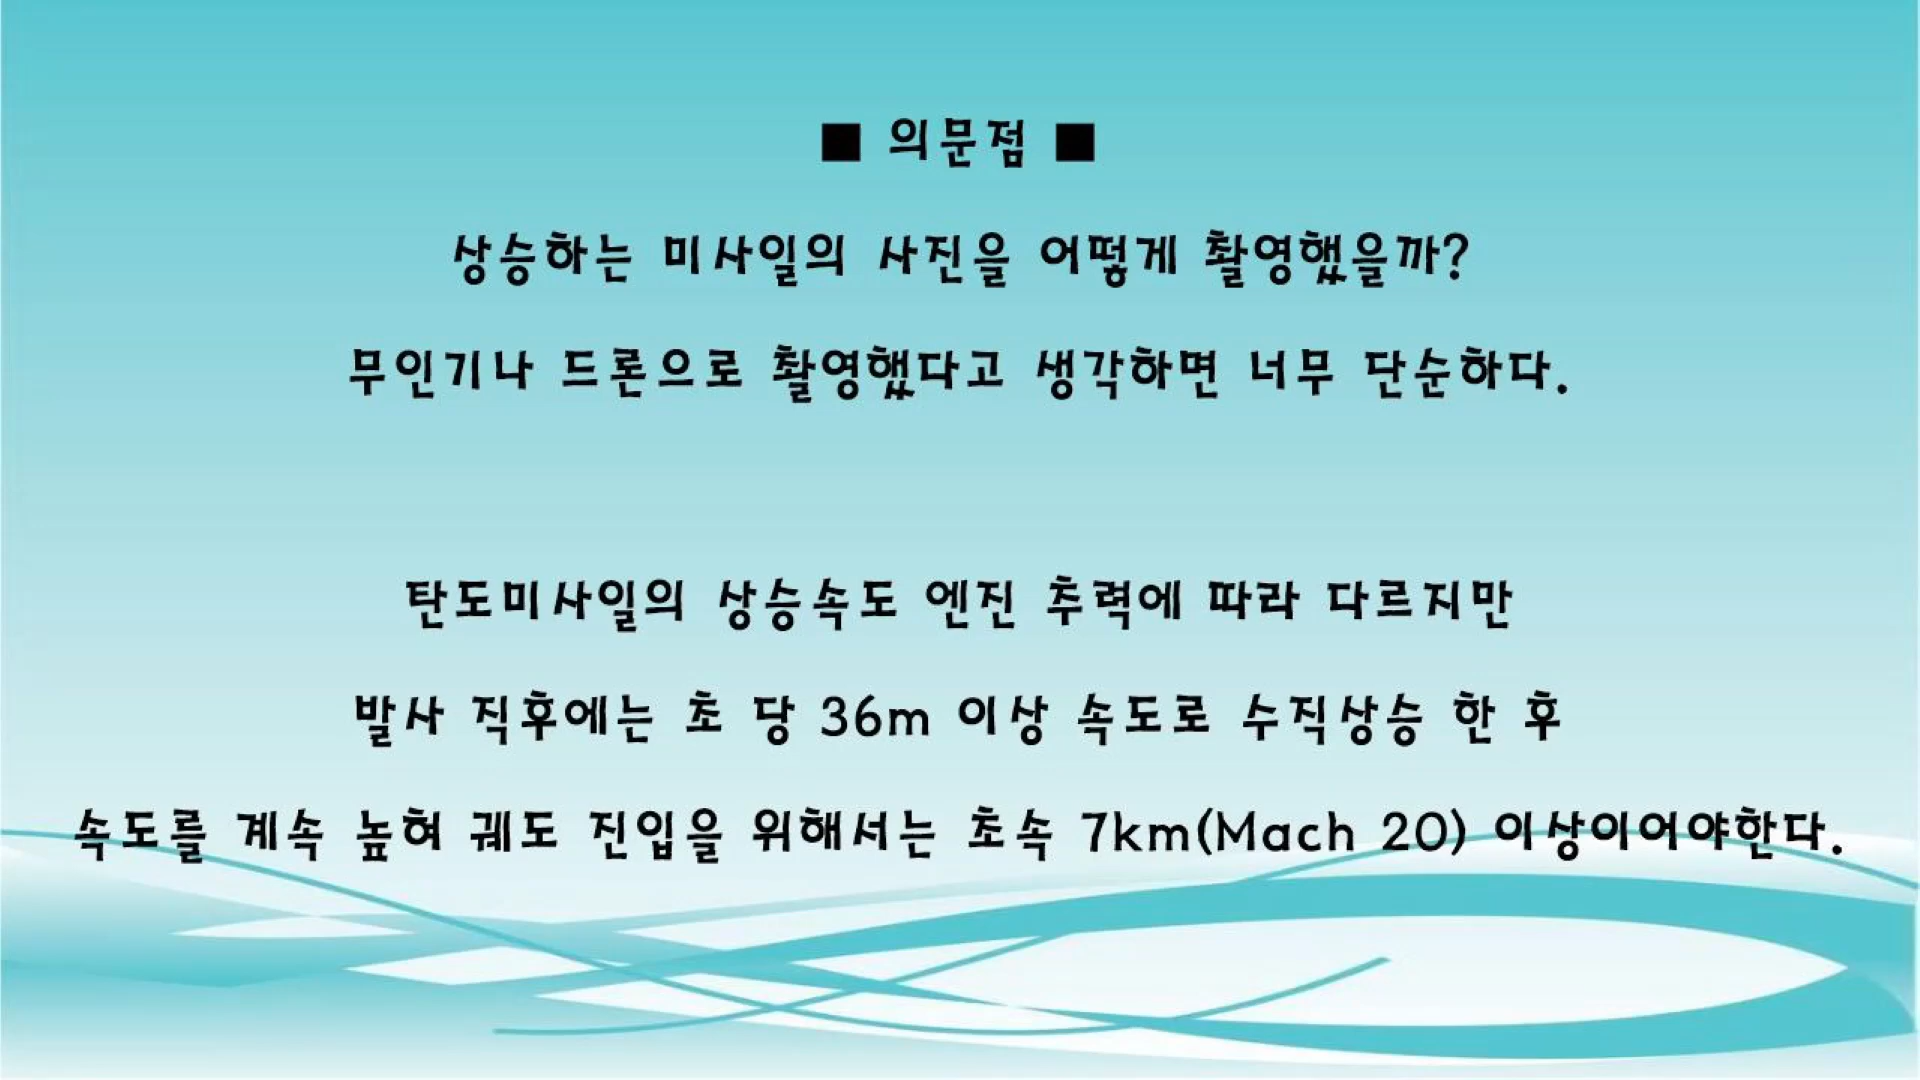 ■ 의문점 ■
상승하는 미사일의 사진을 어떻게 촬영했을까?
무인기나 드론으로 촬영했다고 생각하면 너무 단순하다.
탄도미사일의 상승속도 엔진 추력에 따라 다르지만
발사 직후에는 초 당 36m 이상 속도로 수직상승 한 후
속도를 계속 높혀 궤도 진입을 위해서는 초속 7km(Mach 20) 이상이어야한다.